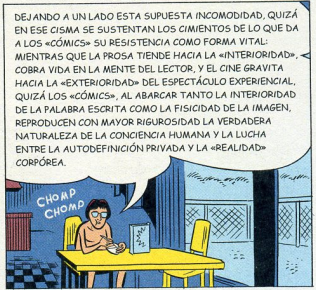 DEJANDO A UN LADO ESTA SUPUESTA INCOMODIDAD, QUIZÁ
EN ESE CISMA SE SUSTENTAN LOS CIMIENTOS DE LO QUE DA
A LOS «CÓMICS» SU RESISTENCIA COMO FORMA VITAL:
MIENTRAS QUE LA PROSA TIENDE HACIA LA «INTERIORIDAD»,
COBRA VIDA EN LA MENTE DEL LECTOR, Y EL CINE GRAVITA
HACIA LA «EXTERIORIDAD» DEL ESPECTÁCULO EXPERIENCIAL,
QUIZÁ LOS «CÓMICS», AL ABARCAR TANTO LA INTERIORIDAD
DE LA PALABRA ESCRITA COMO LA FISICIDAD DE LA IMAGEN,
REPRODUCEN CON MAYOR RIGUROSIDAD LA VERDADERA
NATURALEZA DE LA CONCIENCIA HUMANA Y LA LUCHA
ENTRE LA AUTODEFINICIÓN PRIVADA Y LA «REALIDAD»
CORPÓREA.
CHOMP
CHOMP